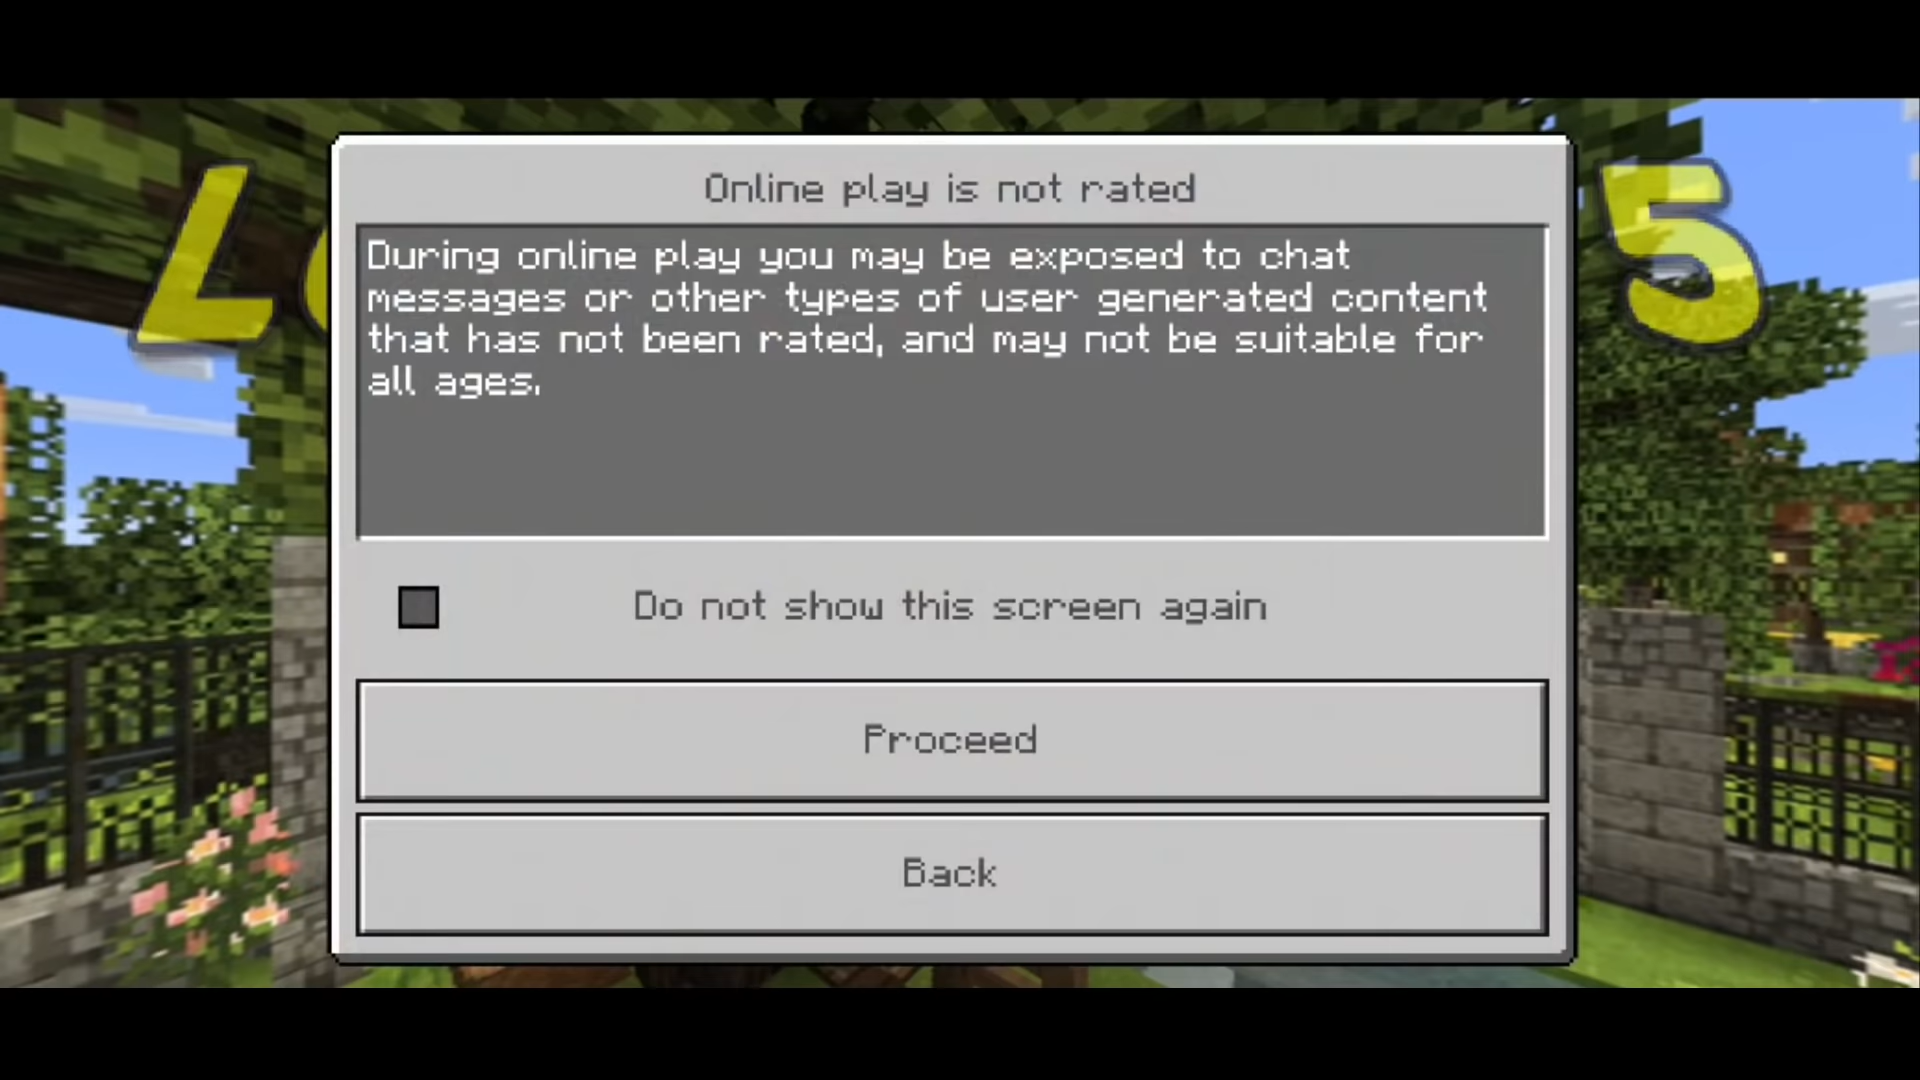 Online play is not rated
During online play you may be exposed to chat
messages or other types of user generated content
that has not been rated, and may not be suitable for
all ages.
Do not show this screen again
Proceed
Back
5